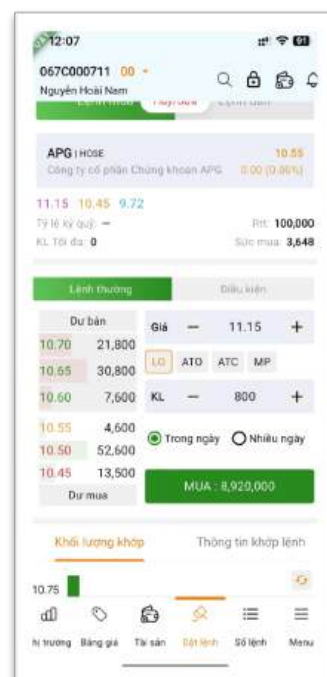 12:07
067C000711 00
Nguyễn Hoài Nam
Hủy/Sửa
APG | HOSE 10.55
Công ty cổ phần Chứng khoán APG 0.00 (0.00%)
11.15 10.45 9.72
Tỷ lệ ký quỹ: — Rtt: 100,000
KL Tối đa: 0 Sức mua: 3,648
Lệnh thường Điều kiện
Dư bán
Giá — 11.15 +
10.70 21,800
LO ATO ATC MP
10.65 30,800
10.60 7,600 KL — 800 +
10.55 4,600
Trong ngày Nhiều ngày
10.50 52,600
10.45 13,500
MUA : 8,920,000
Dư mua
Khối lượng khớp Thông tin khớp lệnh
10.75
hị trường Bảng giá Tài sản Đặt lệnh Sổ lệnh Menu